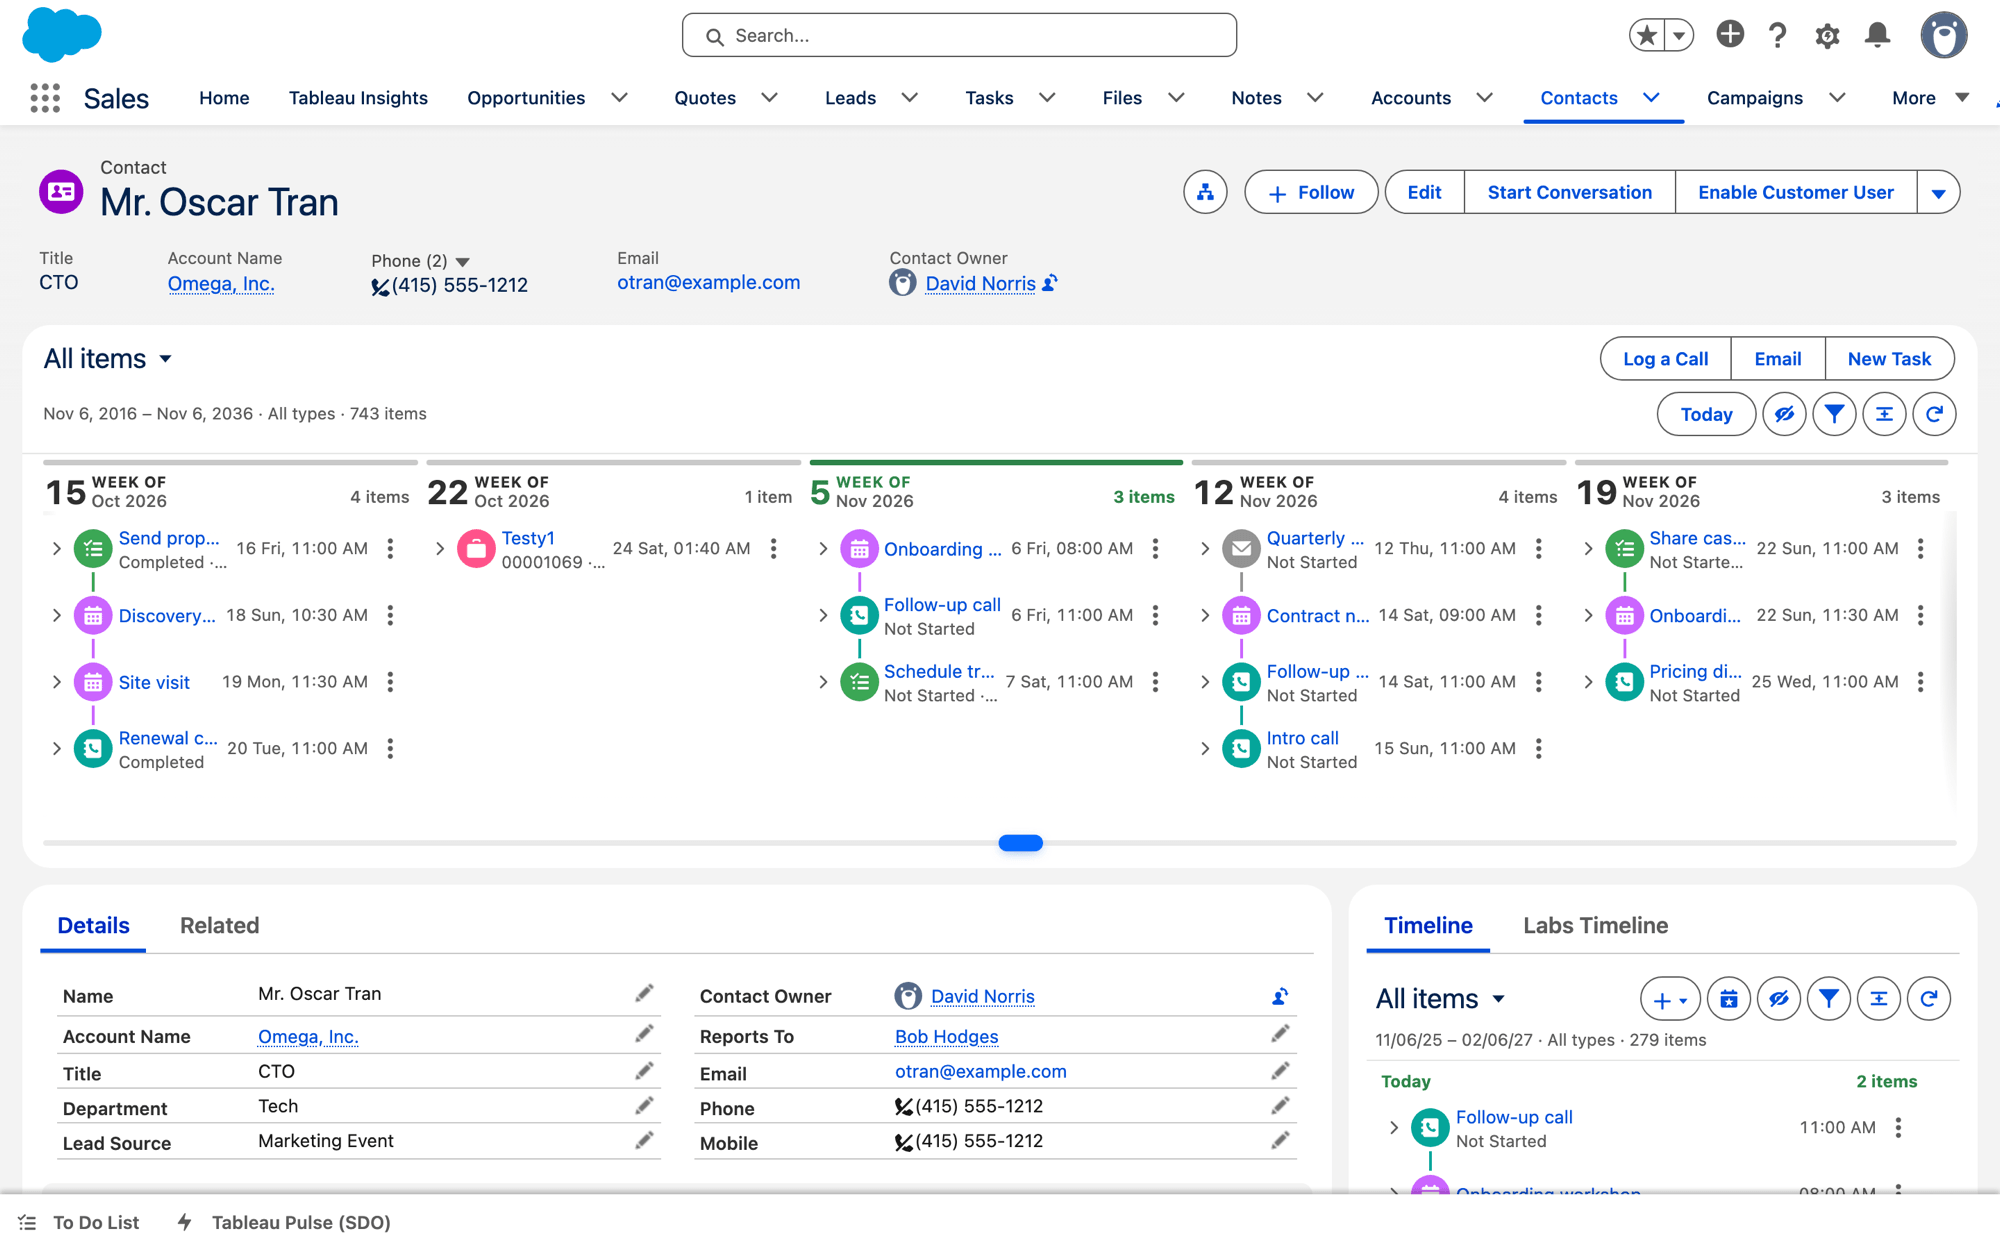 Search...
Sales
Home
Tableau Insights
Opportunities
Quotes
Leads
Tasks
Files
Notes
Accounts
Contacts
Campaigns
More
Contact
Mr. Oscar Tran
Follow
Edit
Start Conversation
Enable Customer User
Title
CTO
Account Name
Omega, Inc.
Phone (2)
(415) 555-1212
Email
otran@example.com
Contact Owner
David Norris
All items
Log a Call
Email
New Task
Nov 6, 2016 – Nov 6, 2036 · All types · 743 items
Today
15 WEEK OF
Oct 2026
4 items
Send prop...
Completed ·...
16 Fri, 11:00 AM
Discovery...
18 Sun, 10:30 AM
Site visit
19 Mon, 11:30 AM
Renewal c...
Completed
20 Tue, 11:00 AM
22 WEEK OF
Oct 2026
1 item
Testy1
00001069 ·...
24 Sat, 01:40 AM
5 WEEK OF
Nov 2026
3 items
Onboarding ...
6 Fri, 08:00 AM
Follow-up call
Not Started
6 Fri, 11:00 AM
Schedule tr...
Not Started ·...
7 Sat, 11:00 AM
12 WEEK OF
Nov 2026
4 items
Quarterly ...
Not Started
12 Thu, 11:00 AM
Contract n...
14 Sat, 09:00 AM
Follow-up ...
Not Started
14 Sat, 11:00 AM
Intro call
Not Started
15 Sun, 11:00 AM
19 WEEK OF
Nov 2026
3 items
Share cas...
Not Starte...
22 Sun, 11:00 AM
Onboardi...
22 Sun, 11:30 AM
Pricing di...
Not Started
25 Wed, 11:00 AM
Details
Related
Name
Mr. Oscar Tran
Account Name
Omega, Inc.
Title
CTO
Department
Tech
Lead Source
Marketing Event
Contact Owner
David Norris
Reports To
Bob Hodges
Email
otran@example.com
Phone
(415) 555-1212
Mobile
(415) 555-1212
Timeline
Labs Timeline
All items
11/06/25 – 02/06/27 · All types · 279 items
Today
2 items
Follow-up call
Not Started
11:00 AM
Onboarding workshop
08:00 AM
To Do List
Tableau Pulse (SDO)